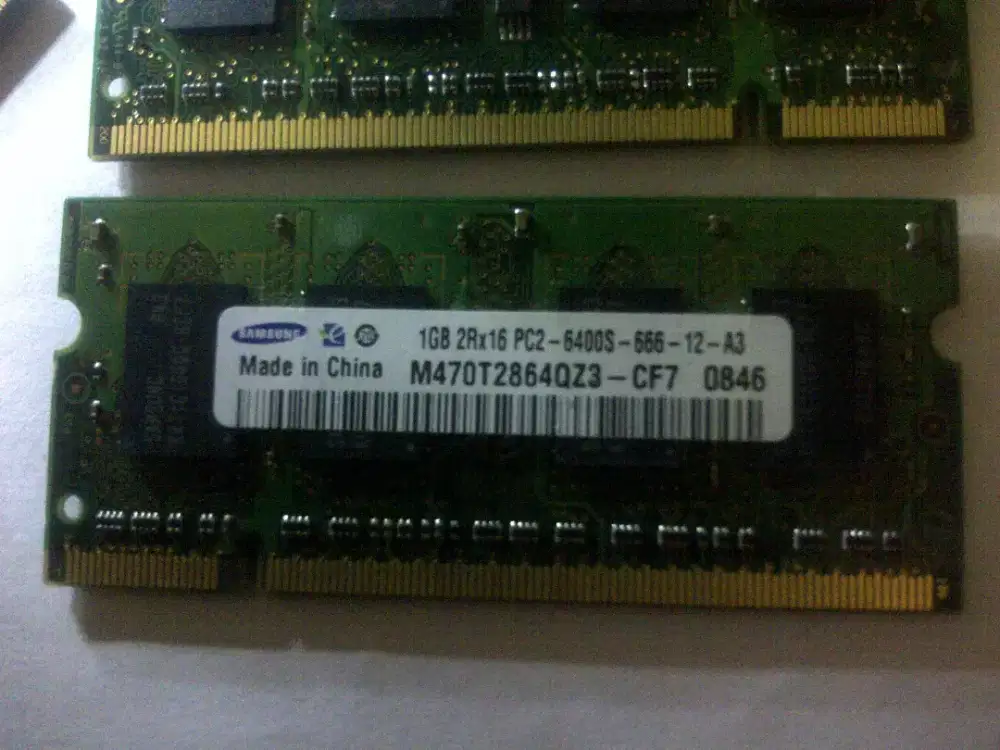 SAMSUNG 1GB 2Rx16 PC2-6400S-666-12-A3
Made in China M470T2864QZ3-CF7 0846